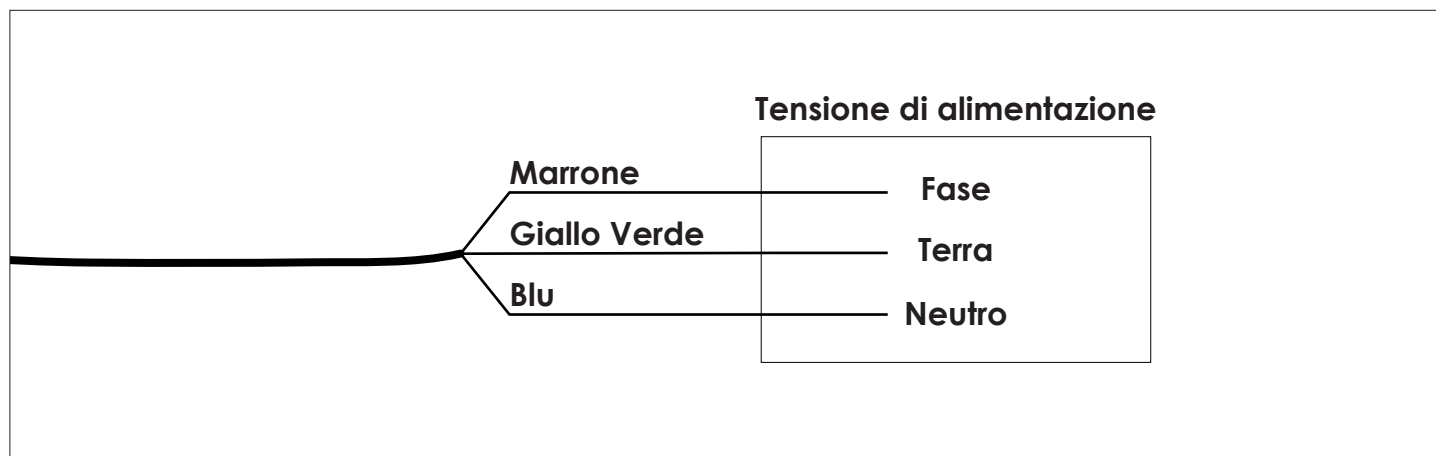 Tensione di alimentazione
Marrone
Fase
Giallo Verde
Terra
Blu
Neutro